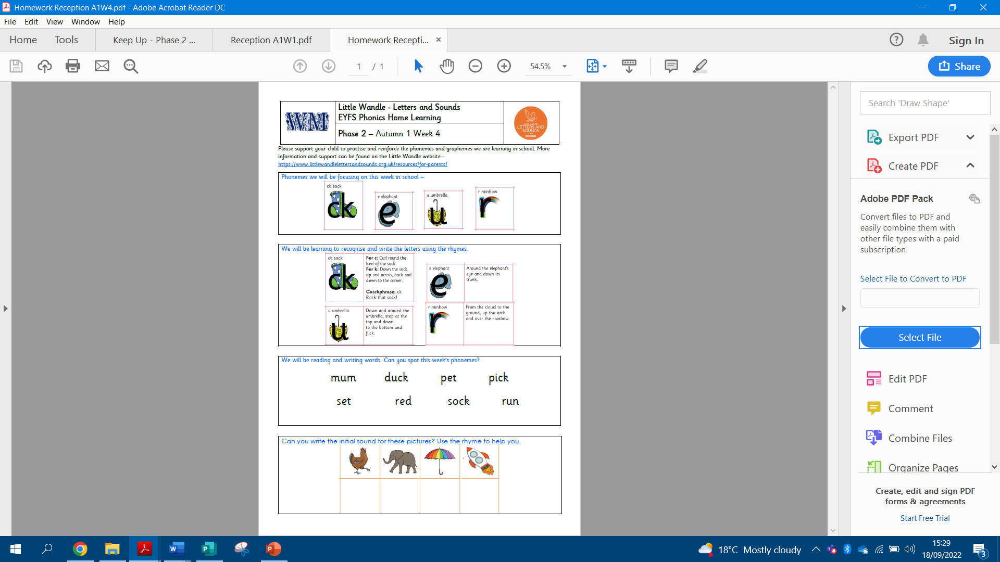 Homework Reception A1W4.pdf - Adobe Acrobat Reader DC
File Edit View Window Help
Home Tools Keep Up - Phase 2 ... Reception A1W1.pdf Homework Recepti... ×
Sign In
1 / 1 54.5% Share
Little Wandle - Letters and Sounds
EYFS Phonics Home Learning
Phase 2 – Autumn 1 Week 4
WM
Little Wandle
LETTERS AND
SOUNDS
REVISED
Please support your child to practise and reinforce the phonemes and graphemes we are learning in school. More
information and support can be found on the Little Wandle website -
https://www.littlewandlelettersandsounds.org.uk/resources/for-parents/
Phonemes we will be focusing on this week in school –
ck sock
ck
e elephant
e
u umbrella
u
r rainbow
r
We will be learning to recognise and write the letters using the rhymes.
ck sock
ck
For c: Curl round the
heel of the sock.
For k: Down the sock,
up and across, back and
down to the corner.
Catchphrase: ck
Rock that sock!
e elephant
e
Around the elephant's
eye and down its
trunk.
u umbrella
u
Down and around the
umbrella, stop at the
top and down
to the bottom and
flick.
r rainbow
r
From the cloud to the
ground, up the arch
and over the rainbow.
We will be reading and writing words. Can you spot this week's phonemes?
mum duck pet pick
set red sock run
Can you write the initial sound for these pictures? Use the rhyme to help you.
Search 'Draw Shape'
Export PDF
Create PDF
Adobe PDF Pack
Convert files to PDF and
easily combine them with
other file types with a paid
subscription
Select File to Convert to PDF
Select File
Edit PDF
Comment
Combine Files
Organize Pages
Create, edit and sign PDF
forms & agreements
Start Free Trial
18°C Mostly cloudy
15:29
18/09/2022
3